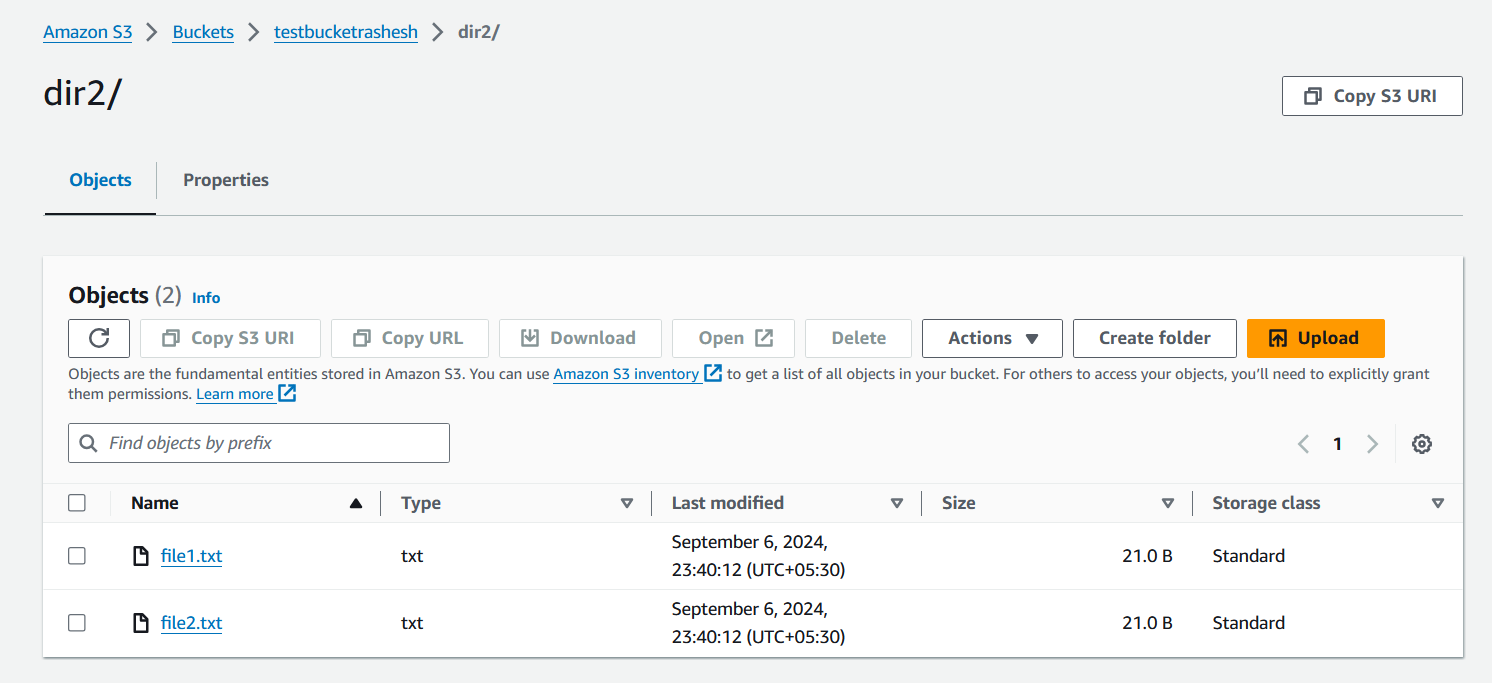 Amazon S3 > Buckets > testbucketrashesh > dir2/
dir2/
Copy S3 URI
Objects Properties
Objects (2) Info
Copy S3 URI Copy URL Download Open Delete Actions Create folder Upload
Objects are the fundamental entities stored in Amazon S3. You can use Amazon S3 inventory to get a list of all objects in your bucket. For others to access your objects, you'll need to explicitly grant
them permissions. Learn more
Find objects by prefix
1
Name Type Last modified Size Storage class
file1.txt txt September 6, 2024, 21.0 B Standard
23:40:12 (UTC+05:30)
file2.txt txt September 6, 2024, 21.0 B Standard
23:40:12 (UTC+05:30)